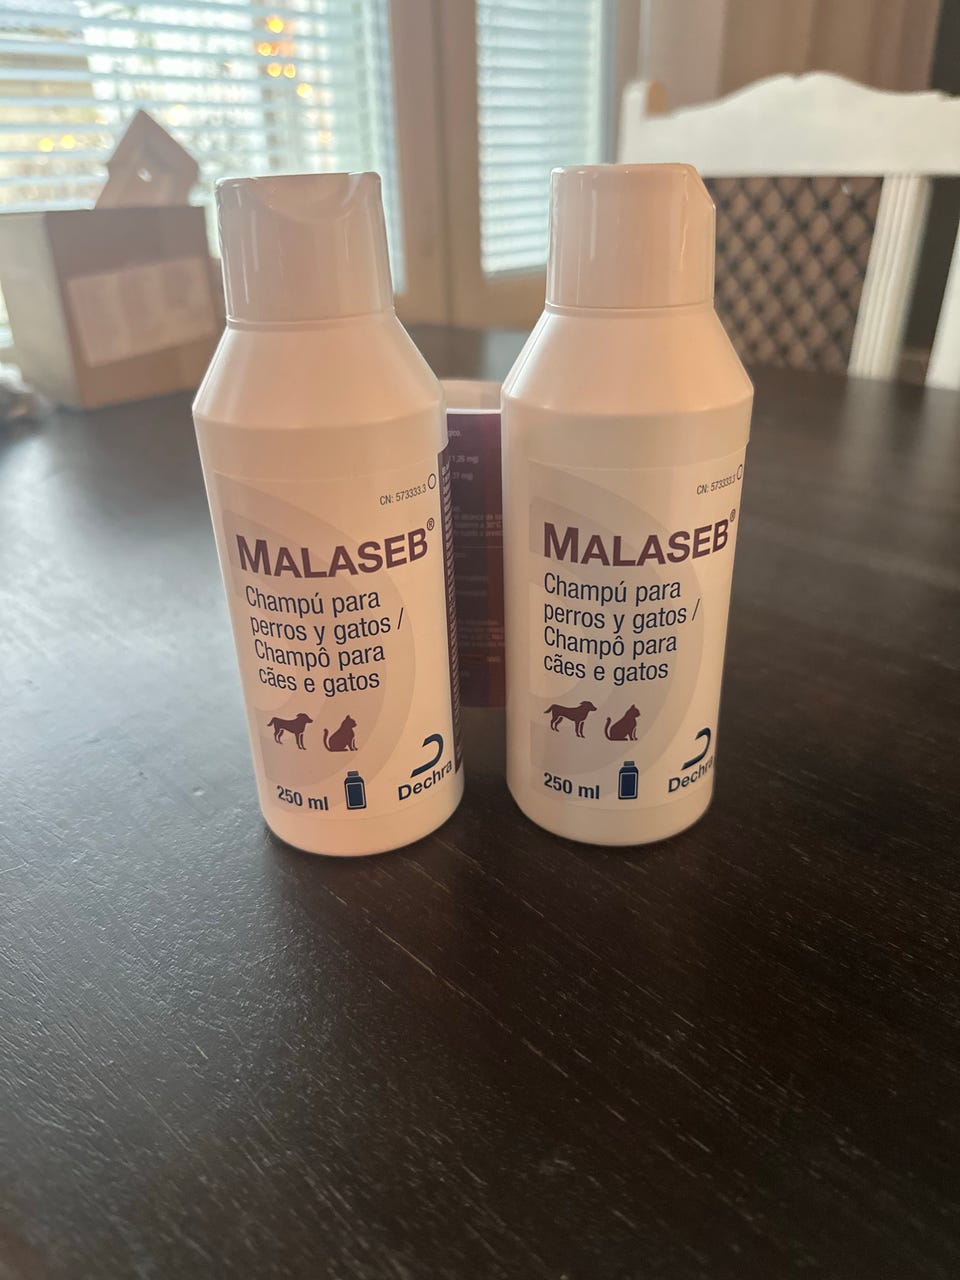 CN: 573333.3
MALASEB®
Champú para
perros y gatos /
Champô para
cães e gatos
250 ml
Dechra
CN: 573333.3
MALASEB®
Champú para
perros y gatos /
Champô para
cães e gatos
250 ml
Dechra